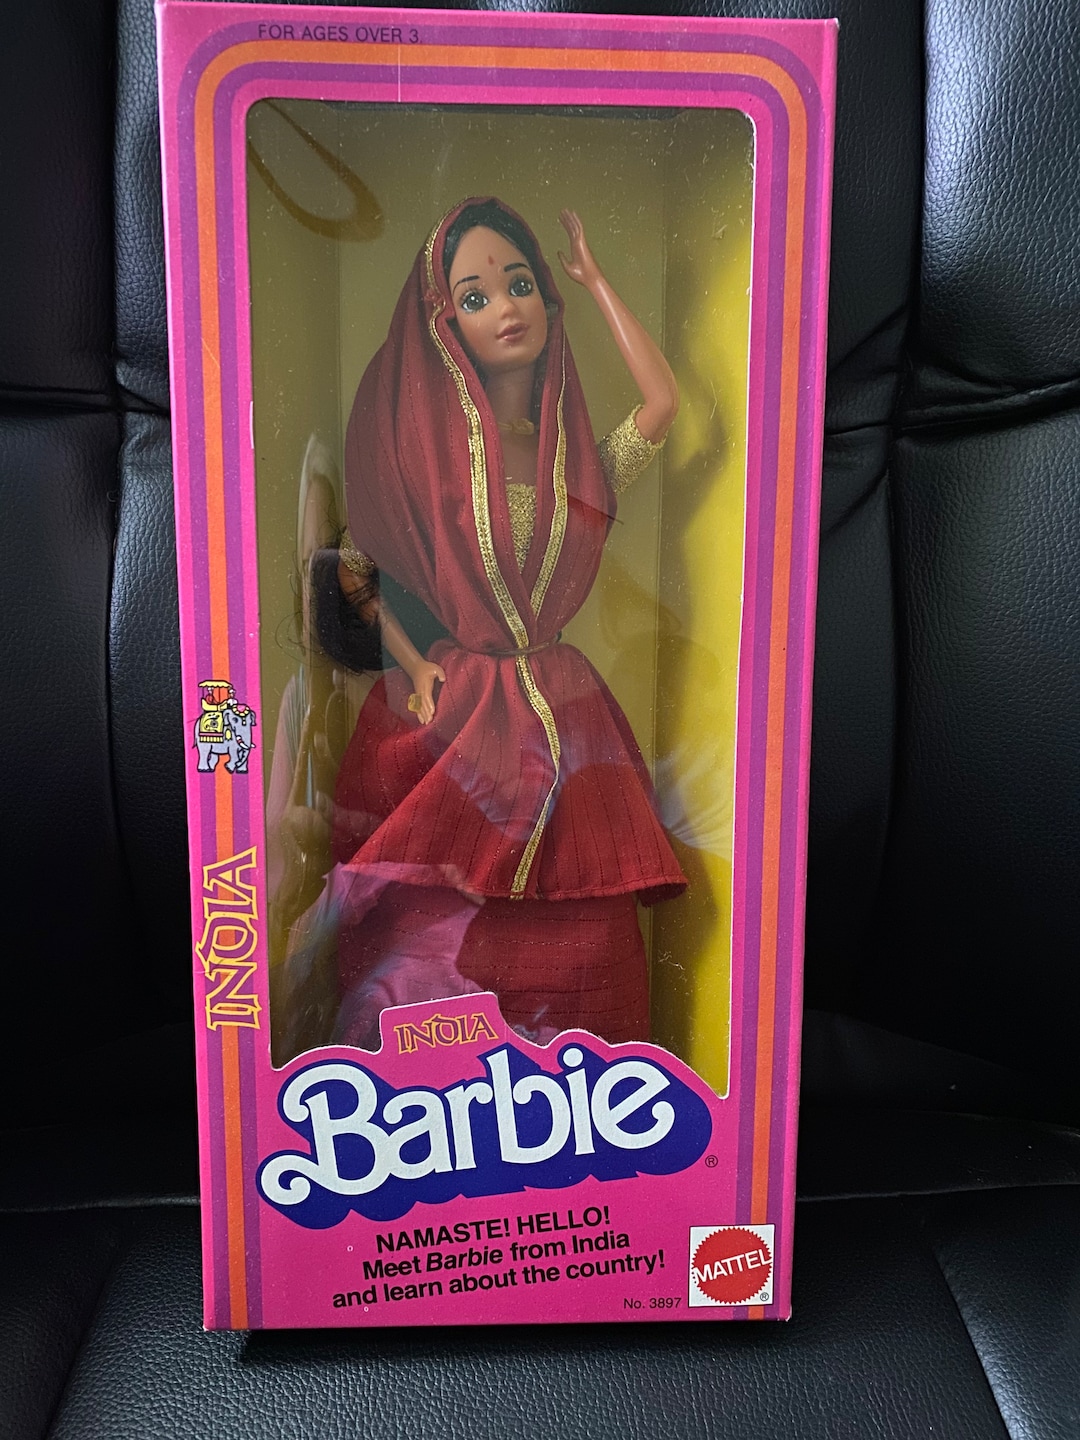 FOR AGES OVER 3.
INDIA
INDIA
Barbie
®
NAMASTE! HELLO!
Meet Barbie from India
and learn about the country!
No. 3897
MATTEL
®